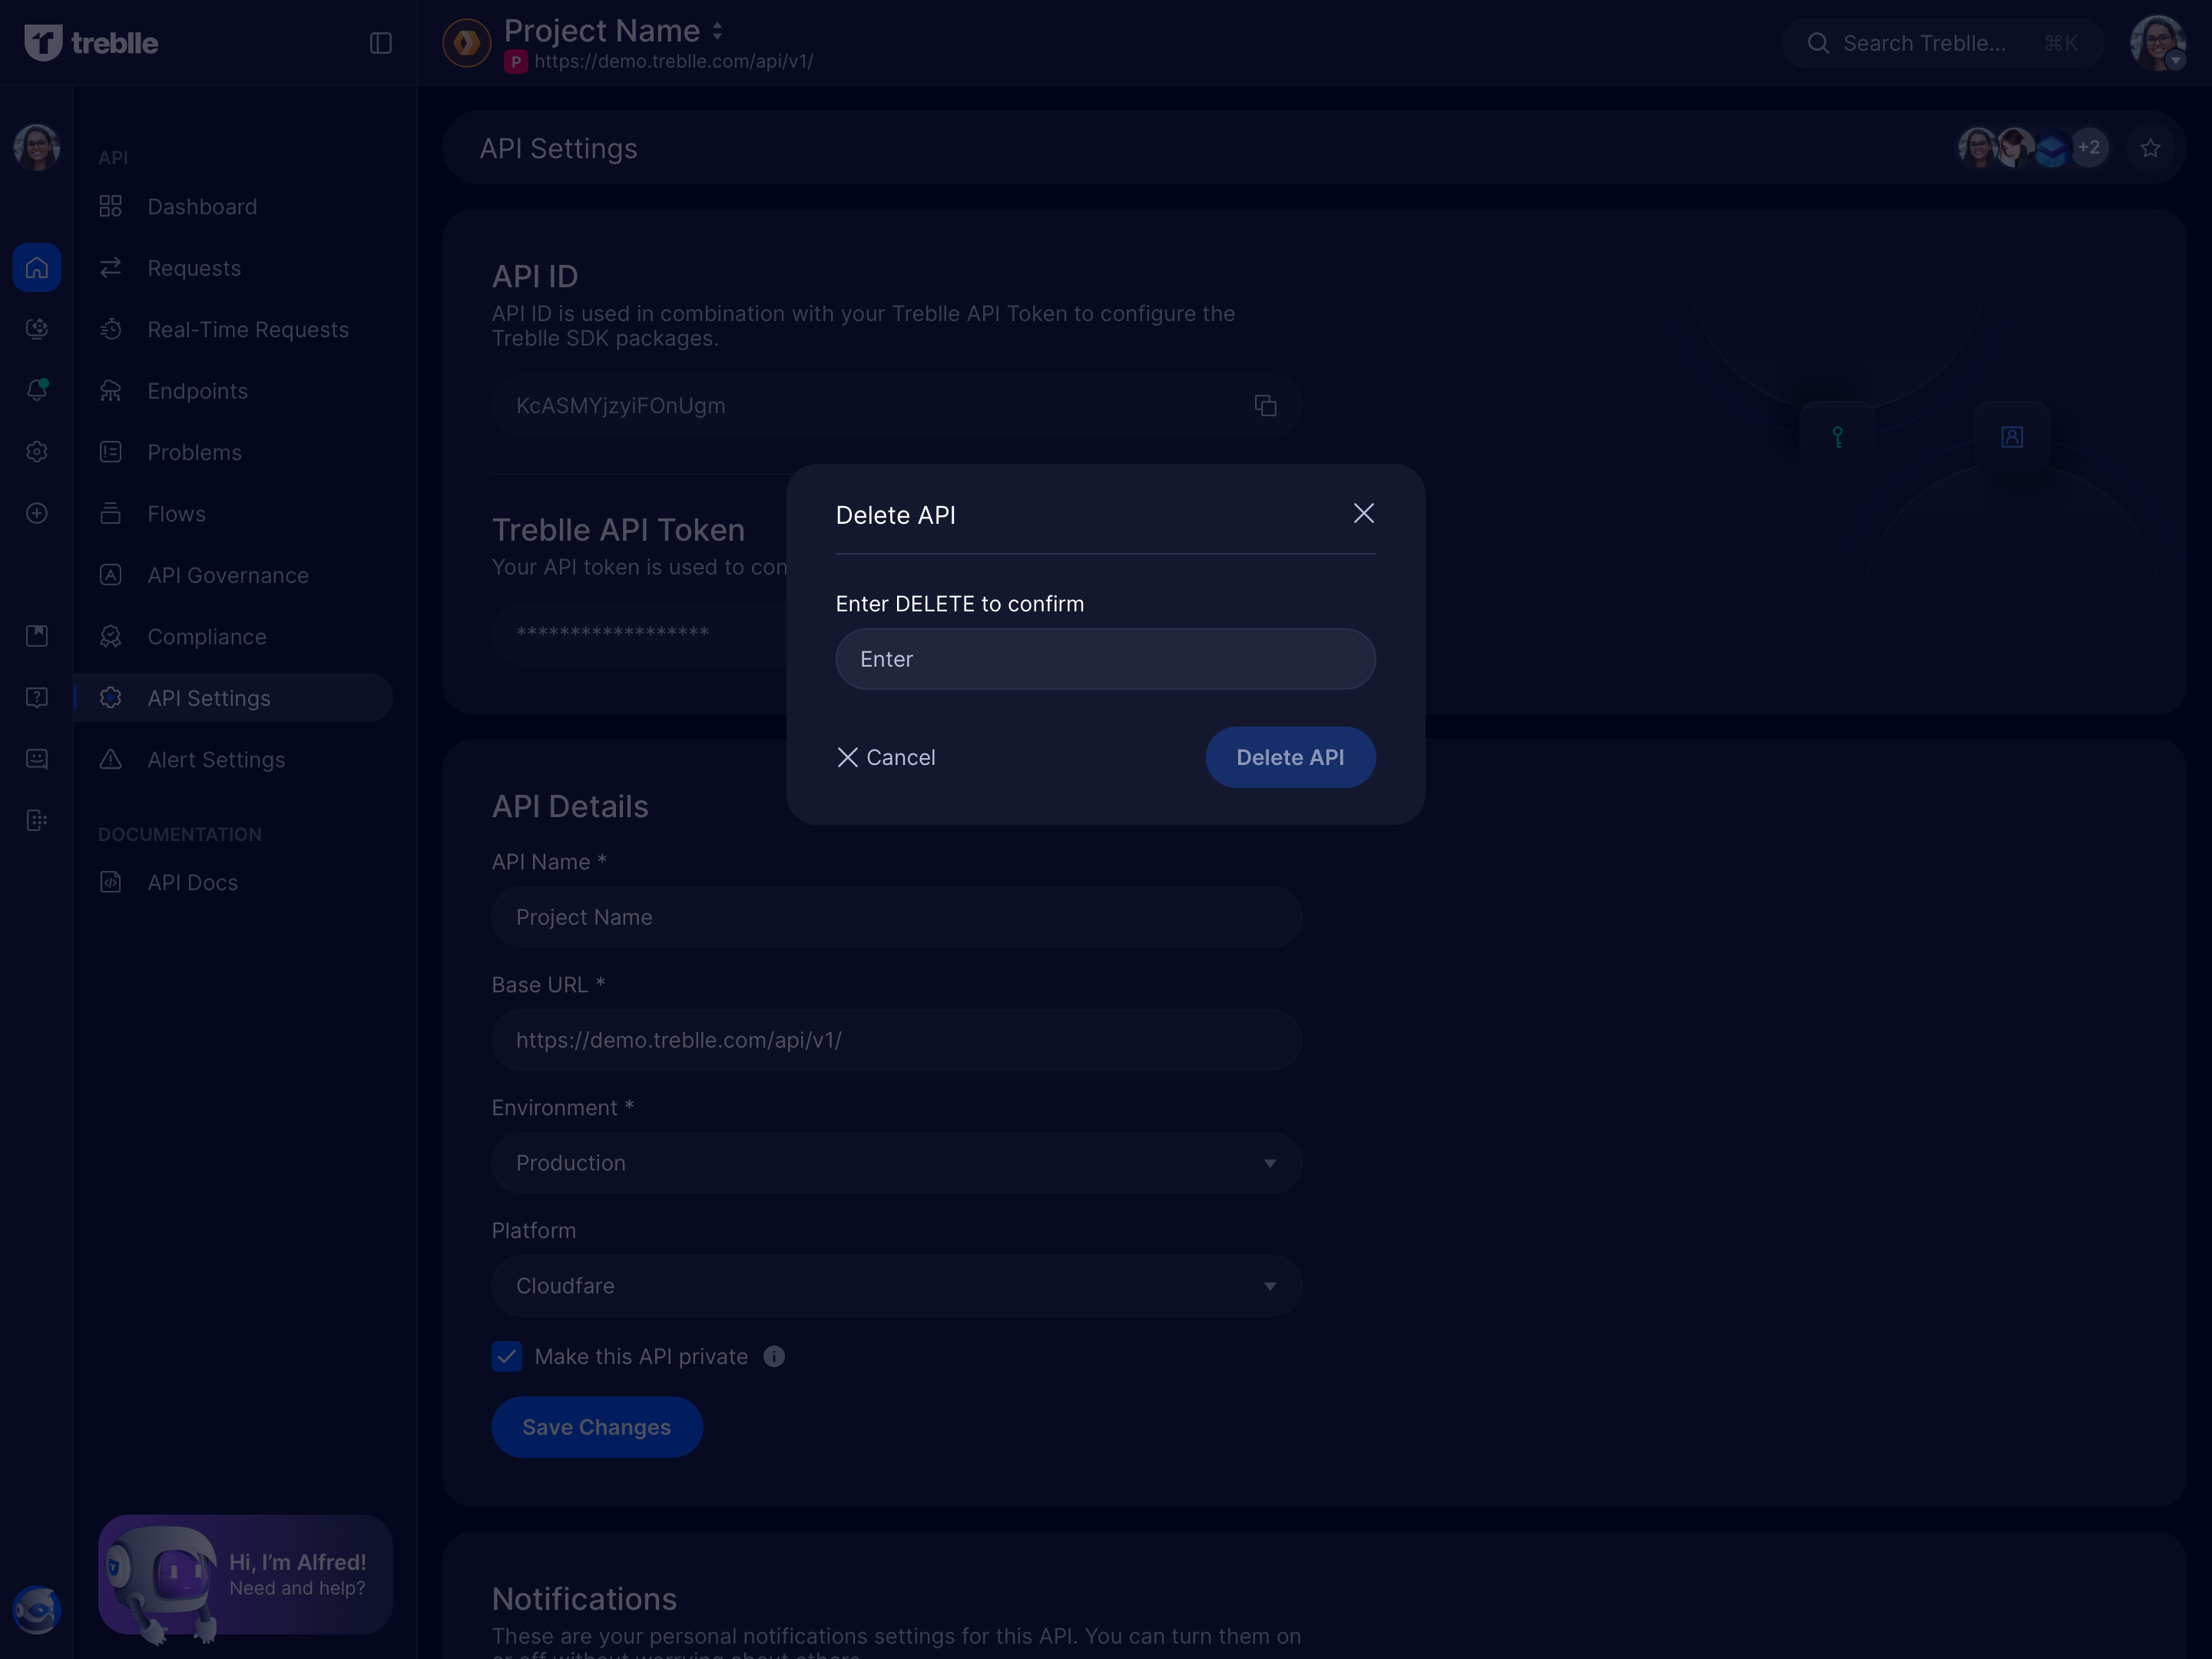 treblle
Project Name
P https://demo.treblle.com/api/v1/
Search Treblle... ⌘K
API
Dashboard
Requests
Real-Time Requests
Endpoints
Problems
Flows
API Governance
Compliance
API Settings
Alert Settings
DOCUMENTATION
API Docs
Hi, I’m Alfred!
Need and help?
API Settings
+2
API ID
API ID is used in combination with your Treblle API Token to configure the
Treblle SDK packages.
KcASMYjzyiFOnUgm
Treblle API Token
Your API token is used to con
******************
Delete API
Enter DELETE to confirm
Enter
Cancel
Delete API
API Details
API Name *
Project Name
Base URL *
https://demo.treblle.com/api/v1/
Environment *
Production
Platform
Cloudfare
Make this API private
Save Changes
Notifications
These are your personal notifications settings for this API. You can turn them on
or off without worrying about others.